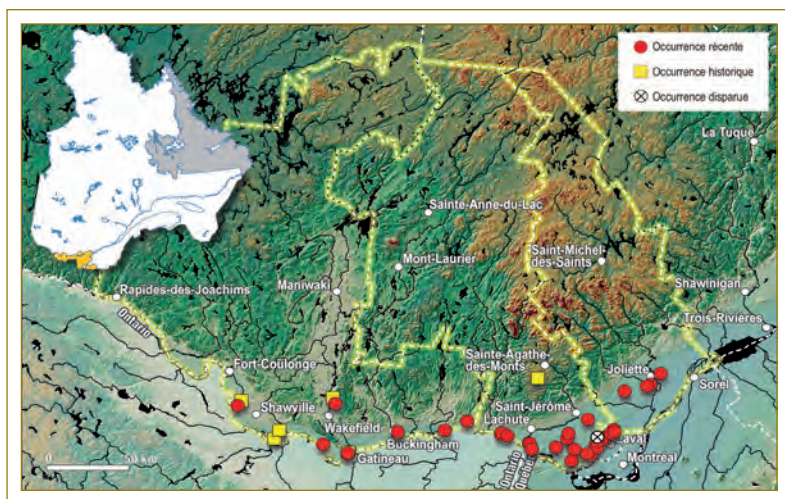 Occurrence récente
Occurrence historique
Occurrence disparue
La Tuque
Sainte-Anne-du-Lac
Saint-Michel-
des-Saints
Mont-Laurier
Maniwaki
Rapides-des-Joachims
Shawinigan
Ontario
Trois-Rivières
Fort-Coulonge
Sainte-Agathe-
des-Monts
Joliette
Sorel
Shawville
Saint-Jérôme
Wakefield
Lachute
Buckingham
Laval
Gatineau
Montréal
Ontario
Québec
0 50 km